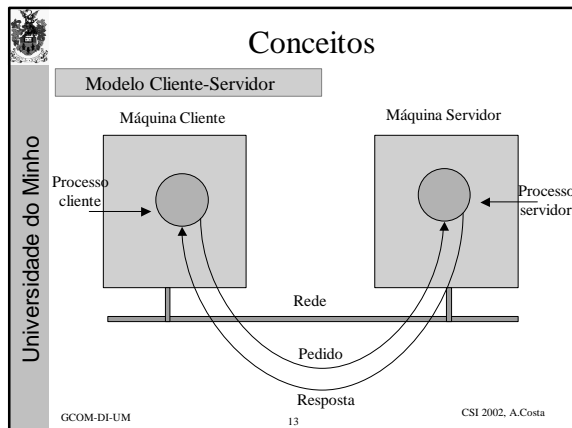 Conceitos
Modelo Cliente-Servidor
Máquina Cliente
Máquina Servidor
Processo
cliente
Processo
servidor
Rede
Pedido
Resposta
Universidade do Minho
GCOM-DI-UM
13
CSI 2002, A.Costa